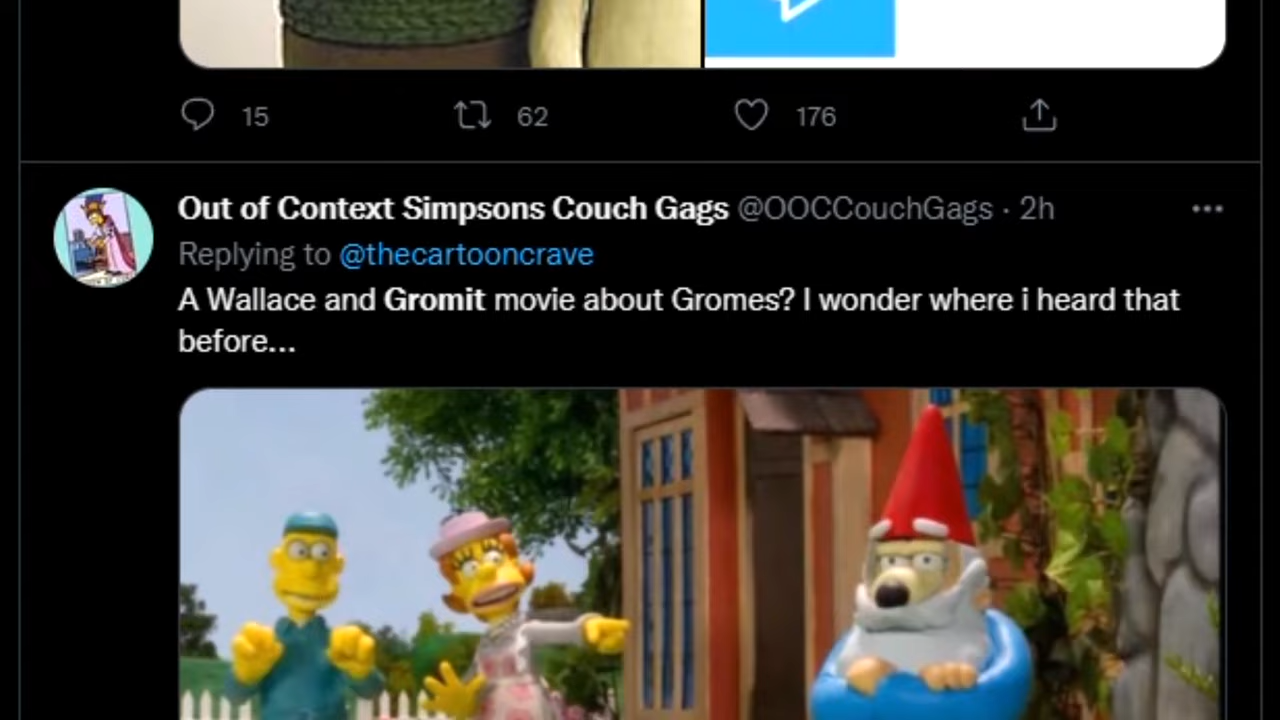 15 62 176
Out of Context Simpsons Couch Gags @OOCCouchGags · 2h
Replying to @thecartooncrave
A Wallace and Gromit movie about Gromes? I wonder where i heard that
before...